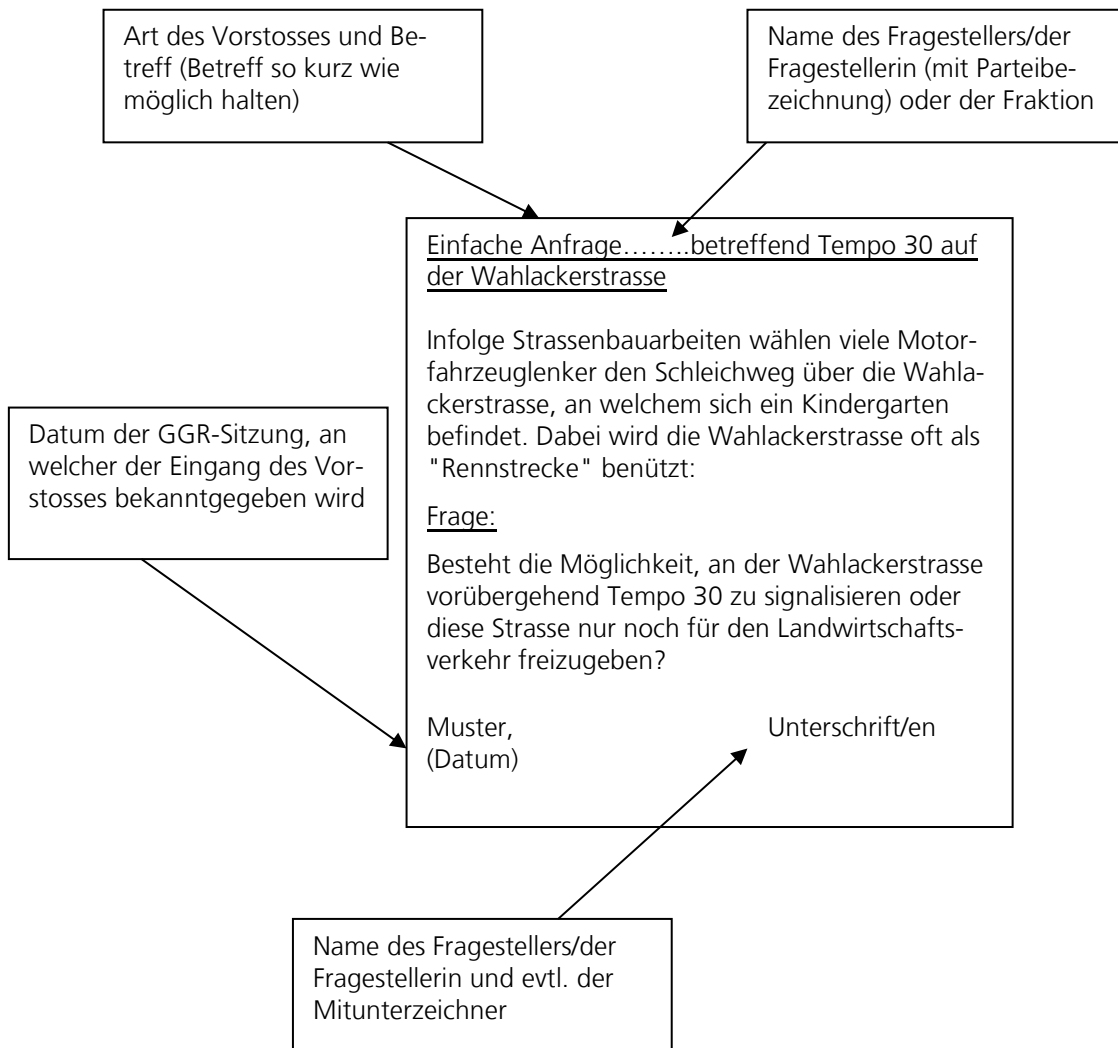 Art des Vorstosses und Be-
treff (Betreff so kurz wie
möglich halten)
Name des Fragestellers/der
Fragestellerin (mit Parteibe-
zeichnung) oder der Fraktion
Einfache Anfrage……..betreffend Tempo 30 auf
der Wahlackerstrasse
Infolge Strassenbauarbeiten wählen viele Motor-
fahrzeuglenker den Schleichweg über die Wahla-
ckerstrasse, an welchem sich ein Kindergarten
befindet. Dabei wird die Wahlackerstrasse oft als
"Rennstrecke" benützt:
Datum der GGR-Sitzung, an
welcher der Eingang des Vor-
stosses bekanntgegeben wird
Frage:
Besteht die Möglichkeit, an der Wahlackerstrasse
vorübergehend Tempo 30 zu signalisieren oder
diese Strasse nur noch für den Landwirtschafts-
verkehr freizugeben?
Muster, Unterschrift/en
(Datum)
Name des Fragestellers/der
Fragestellerin und evtl. der
Mitunterzeichner